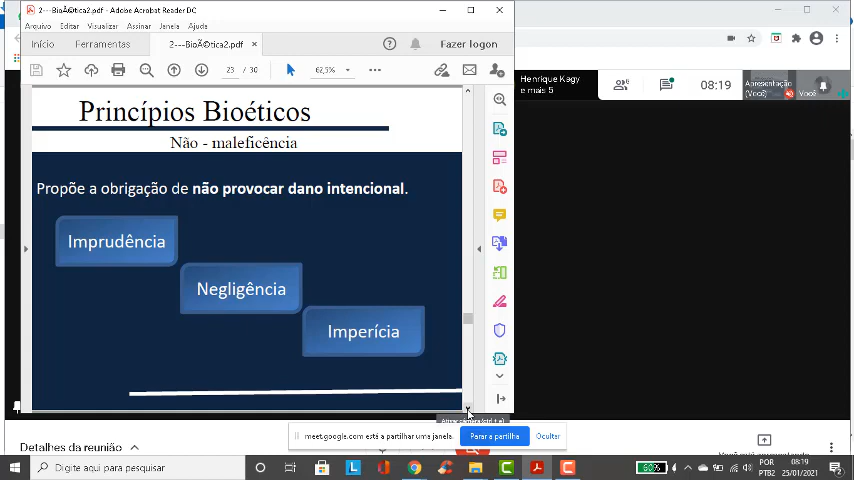 2---BioÃ©tica2.pdf - Adobe Acrobat Reader DC
Arquivo Editar Visualizar Assinar Janela Ajuda
Início Ferramentas 2---BioÃ©tica2.pdf × Fazer logon
23 / 30 62,5%
Henrique Kagy
e mais 5
6
08:19
Apresentação
(Você)
Você
Princípios Bioéticos
Não - maleficência
Propõe a obrigação de não provocar dano intencional.
Imprudência
Negligência
Imperícia
meet.google.com está a partilhar uma janela. Parar a partilha Ocultar
Detalhes da reunião
Digite aqui para pesquisar
60%
POR
PTB2
08:19
25/01/2021
2